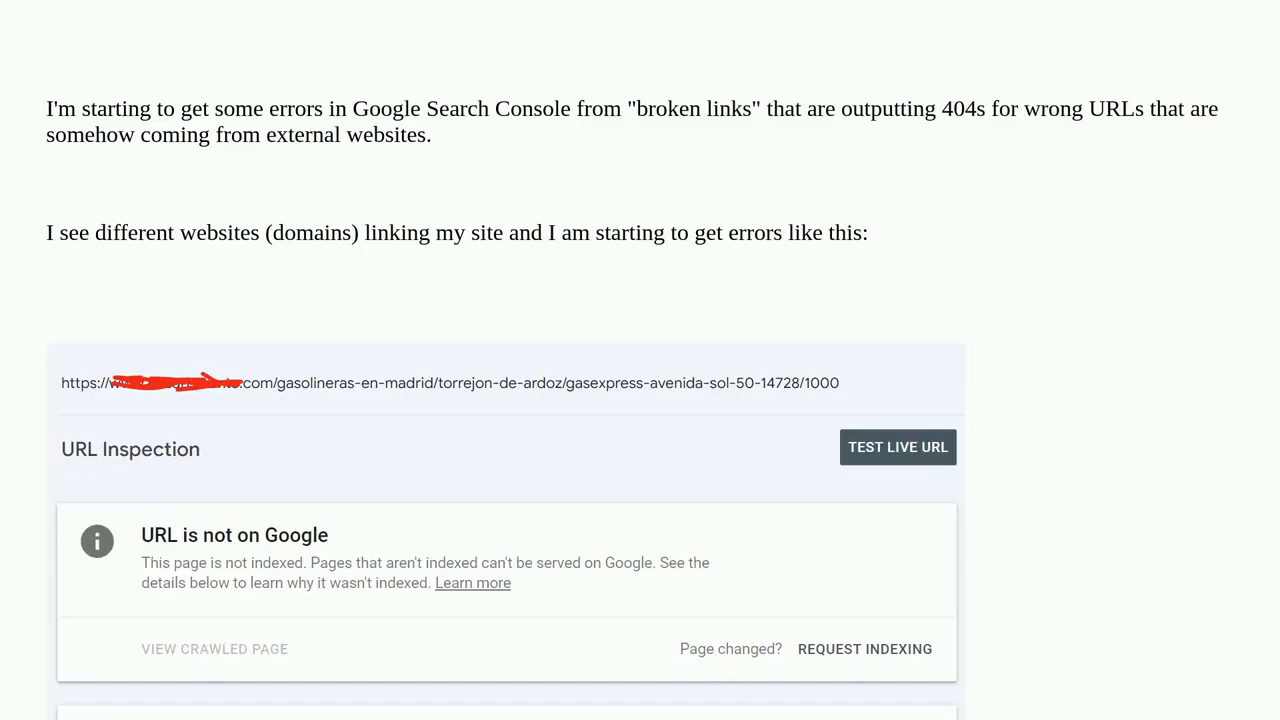 I'm starting to get some errors in Google Search Console from "broken links" that are outputting 404s for wrong URLs that are
somehow coming from external websites.
I see different websites (domains) linking my site and I am starting to get errors like this:
https://.com/gasolineras-en-madrid/torrejon-de-ardoz/gasexpress-avenida-sol-50-14728/1000
URL Inspection
TEST LIVE URL
URL is not on Google
This page is not indexed. Pages that aren't indexed can't be served on Google. See the
details below to learn why it wasn't indexed. Learn more
VIEW CRAWLED PAGE
Page changed? REQUEST INDEXING